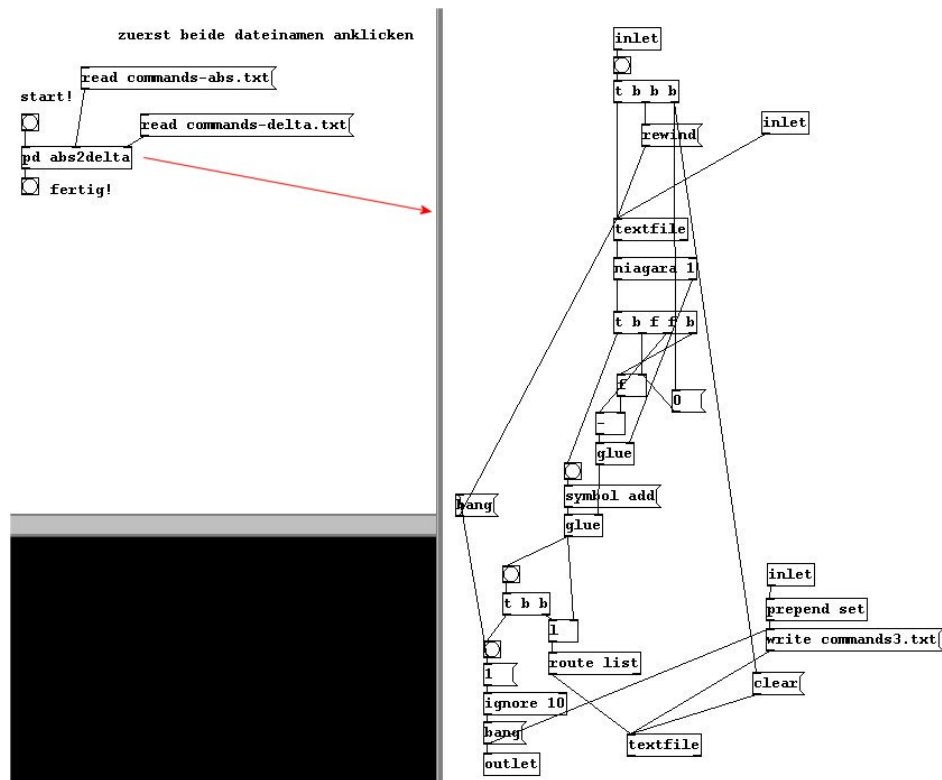 zuerst beide dateinamen anklicken
read commands-abs.txt
start!
read commands-delta.txt
pd abs2delta
fertig!
inlet
t b b b
rewind
inlet
textfile
niagara 1
t b f f b
f
0
-
glue
symbol add
bang
glue
inlet
t b b
prepend set
l
write commands3.txt
route list
1
clear
ignore 10
bang
textfile
outlet